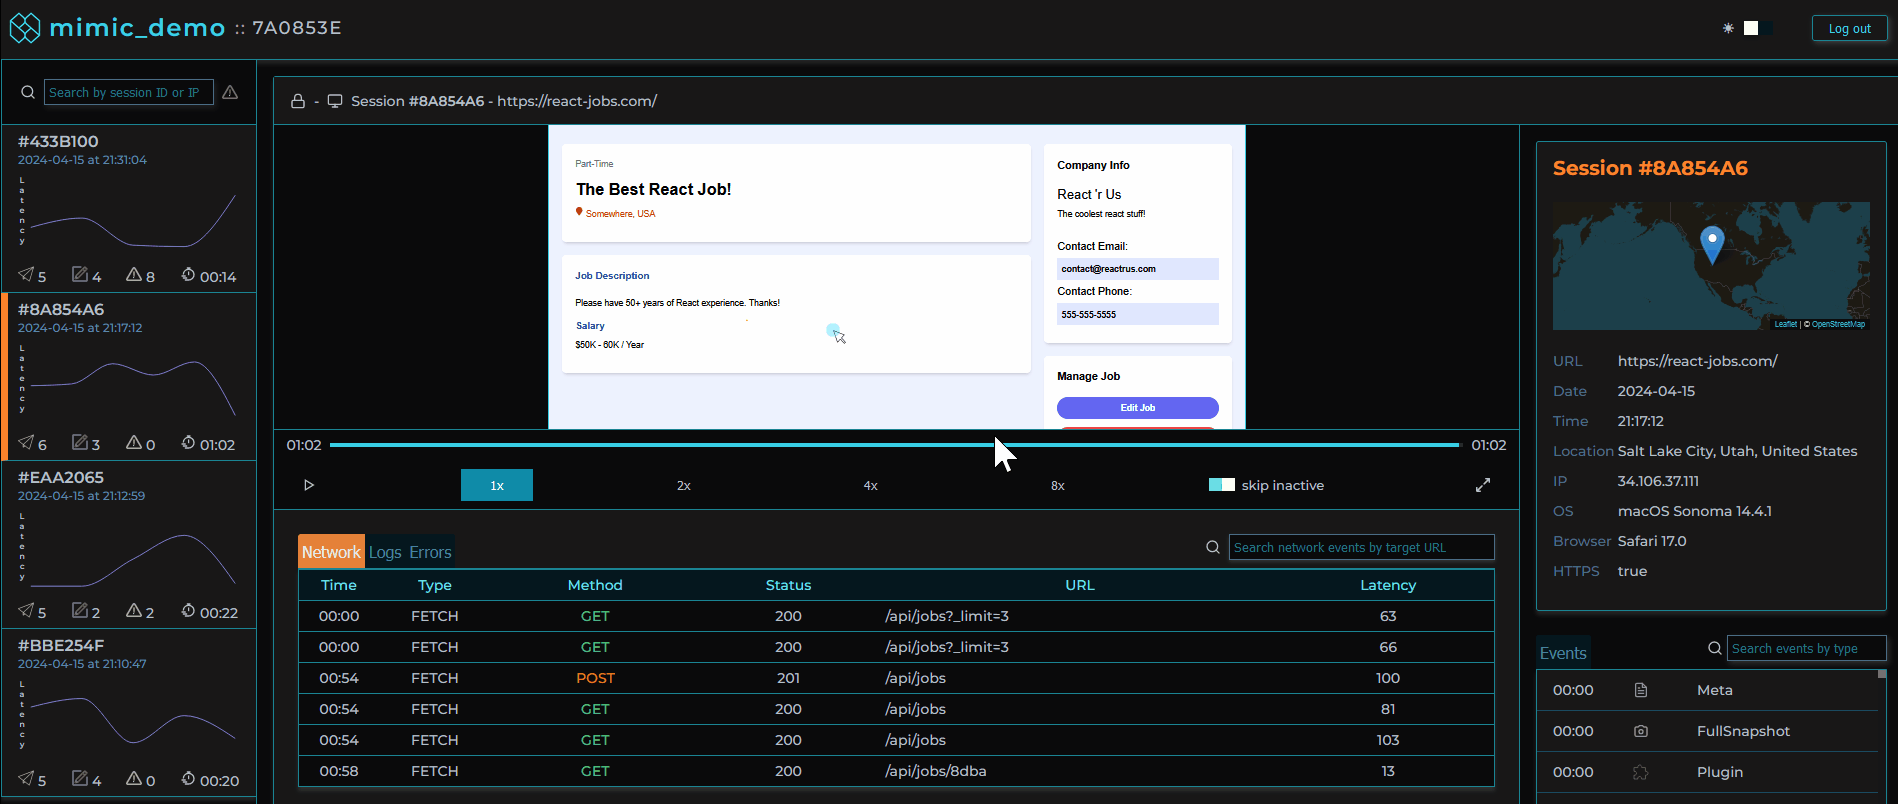 mimic_demo :: 7A0853E
Log out
Search by session ID or IP
#433B100
2024-04-15 at 21:31:04
Latency
5 4 8 00:14
#8A854A6
2024-04-15 at 21:17:12
Latency
6 3 0 01:02
#EAA2065
2024-04-15 at 21:12:59
Latency
5 2 2 00:22
#BBE254F
2024-04-15 at 21:10:47
Latency
5 4 0 00:20
- Session #8A854A6 - https://react-jobs.com/
Part-Time
The Best React Job!
Somewhere, USA
Job Description
Please have 50+ years of React experience. Thanks!
Salary
$50K - 60K / Year
Company Info
React 'r Us
The coolest react stuff!
Contact Email:
contact@reactrus.com
Contact Phone:
555-555-5555
Manage Job
Edit Job
01:02 01:02
1x 2x 4x 8x skip inactive
Network Logs Errors
Search network events by target URL
Time Type Method Status URL Latency
00:00 FETCH GET 200 /api/jobs?_limit=3 63
00:00 FETCH GET 200 /api/jobs?_limit=3 66
00:54 FETCH POST 201 /api/jobs 100
00:54 FETCH GET 200 /api/jobs 81
00:54 FETCH GET 200 /api/jobs 103
00:58 FETCH GET 200 /api/jobs/8dba 13
Session #8A854A6
Leaflet | © OpenStreetMap
URL https://react-jobs.com/
Date 2024-04-15
Time 21:17:12
Location Salt Lake City, Utah, United States
IP 34.106.37.111
OS macOS Sonoma 14.4.1
Browser Safari 17.0
HTTPS true
Events
Search events by type
00:00 Meta
00:00 FullSnapshot
00:00 Plugin